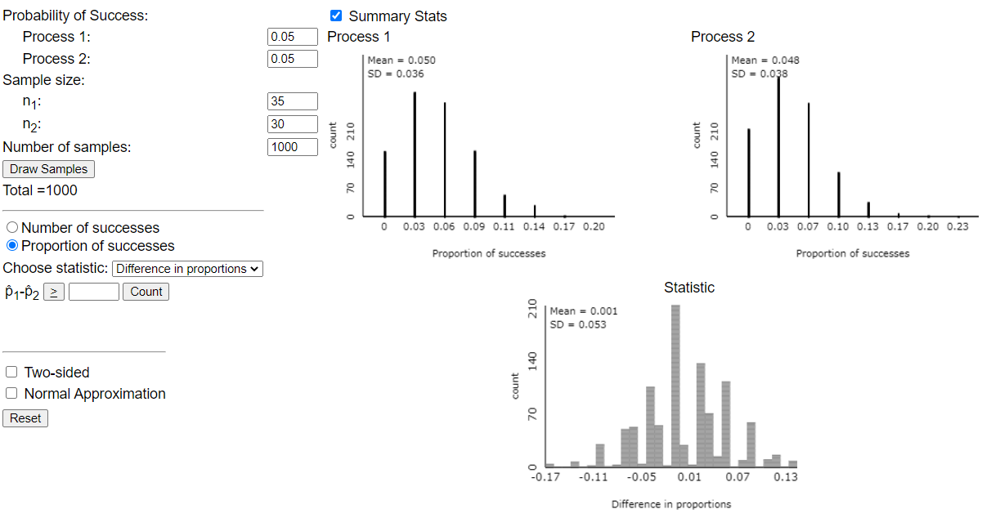 Probability of Success:
Process 1: 0.05
Process 2: 0.05
Sample size:
n1: 35
n2: 30
Number of samples: 1000
Draw Samples
Total =1000
Number of successes
Proportion of successes
Choose statistic: Difference in proportions
p̂1-p̂2 ≥ Count
Two-sided
Normal Approximation
Reset
Summary Stats
Process 1
Mean = 0.050
SD = 0.036
count
210
140
70
0
0 0.03 0.06 0.09 0.11 0.14 0.17 0.20
Proportion of successes
Process 2
Mean = 0.048
SD = 0.038
count
210
140
70
0
0 0.03 0.07 0.10 0.13 0.17 0.20 0.23
Proportion of successes
Statistic
Mean = 0.001
SD = 0.053
count
210
140
70
0
-0.17 -0.11 -0.05 0.01 0.07 0.13
Difference in proportions